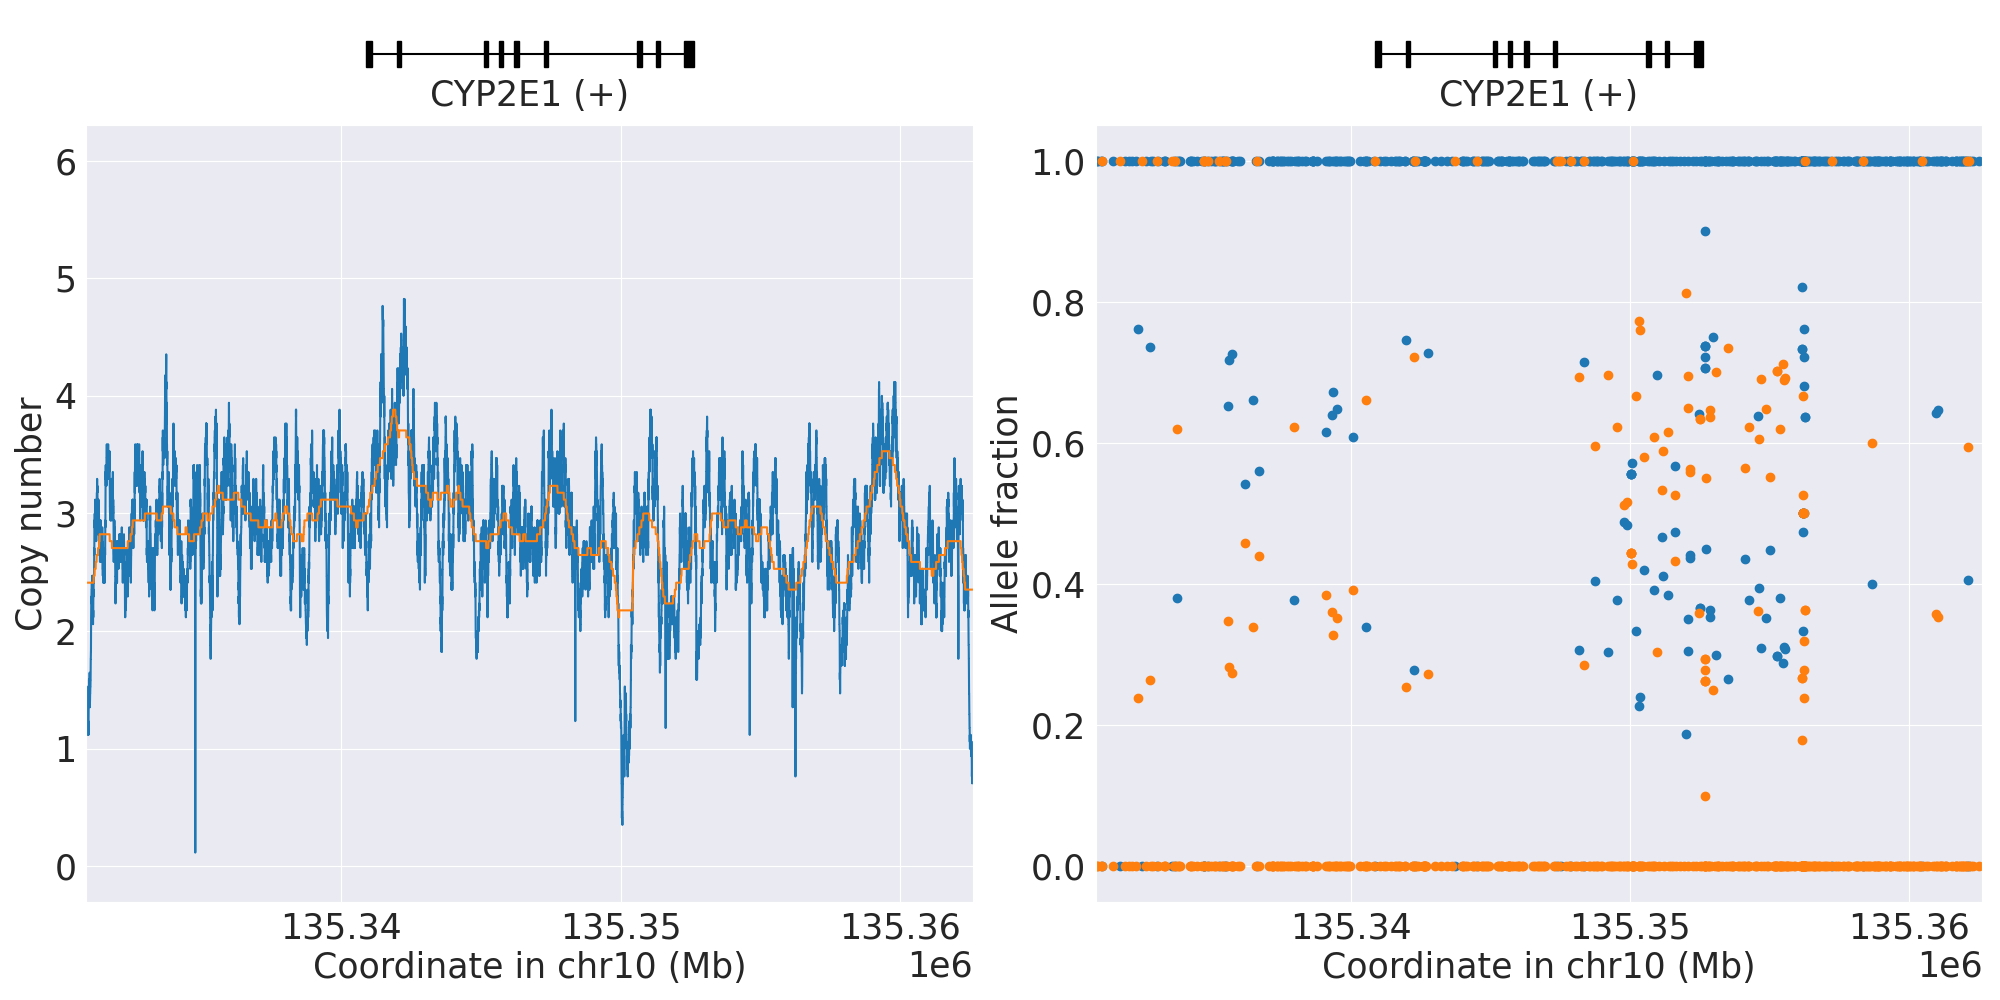 CYP2E1 (+)
6
5
4
3
2
1
0
Copy number
135.34
135.35
135.36
Coordinate in chr10 (Mb)
1e6
CYP2E1 (+)
1.0
0.8
0.6
0.4
0.2
0.0
Allele fraction
135.34
135.35
135.36
Coordinate in chr10 (Mb)
1e6